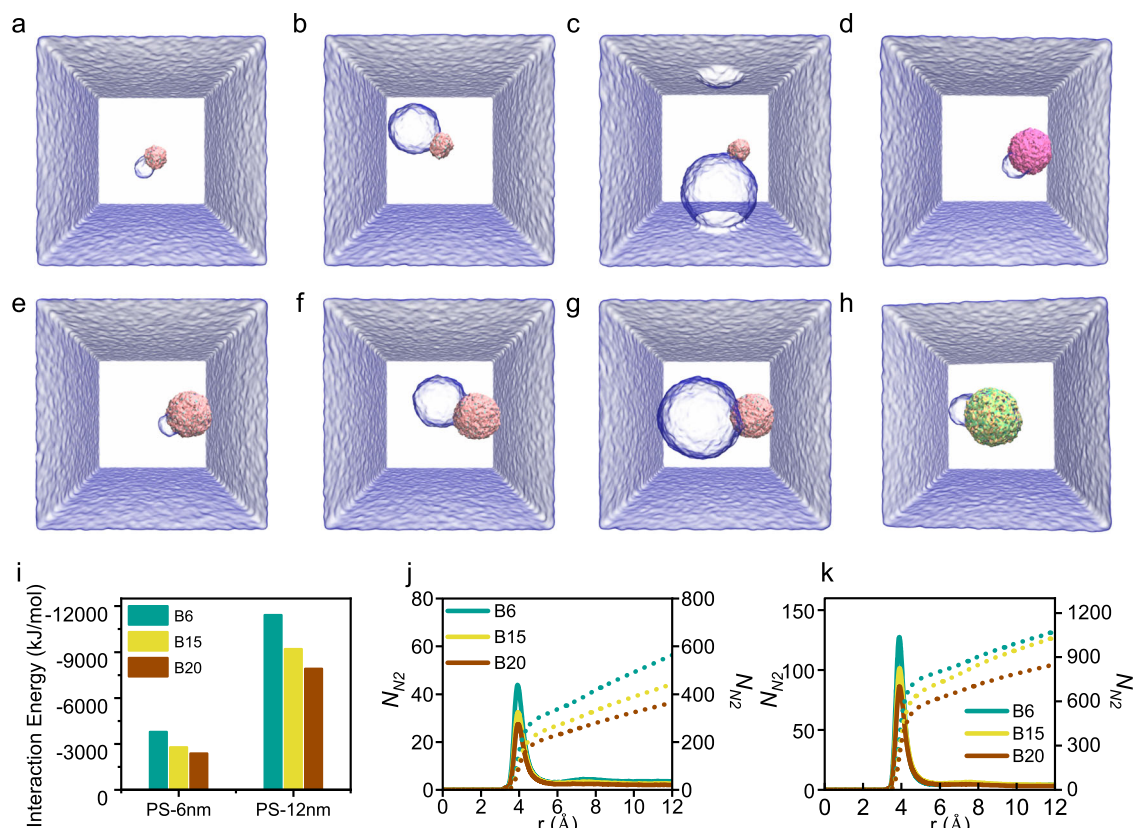 a
b
c
d
e
f
g
h
i
Interaction Energy (kJ/mol)
-12000
-9000
-6000
-3000
0
B6
B15
B20
PS-6nm
PS-12nm
j
N_N2
80
60
40
20
0
B6
B15
B20
800
600
400
200
0
N_N2
0 2 4 6 8 10 12
r (Å)
k
N_N2
150
100
50
0
B6
B15
B20
1200
900
600
300
0
N_N2
0 2 4 6 8 10 12
r (Å)